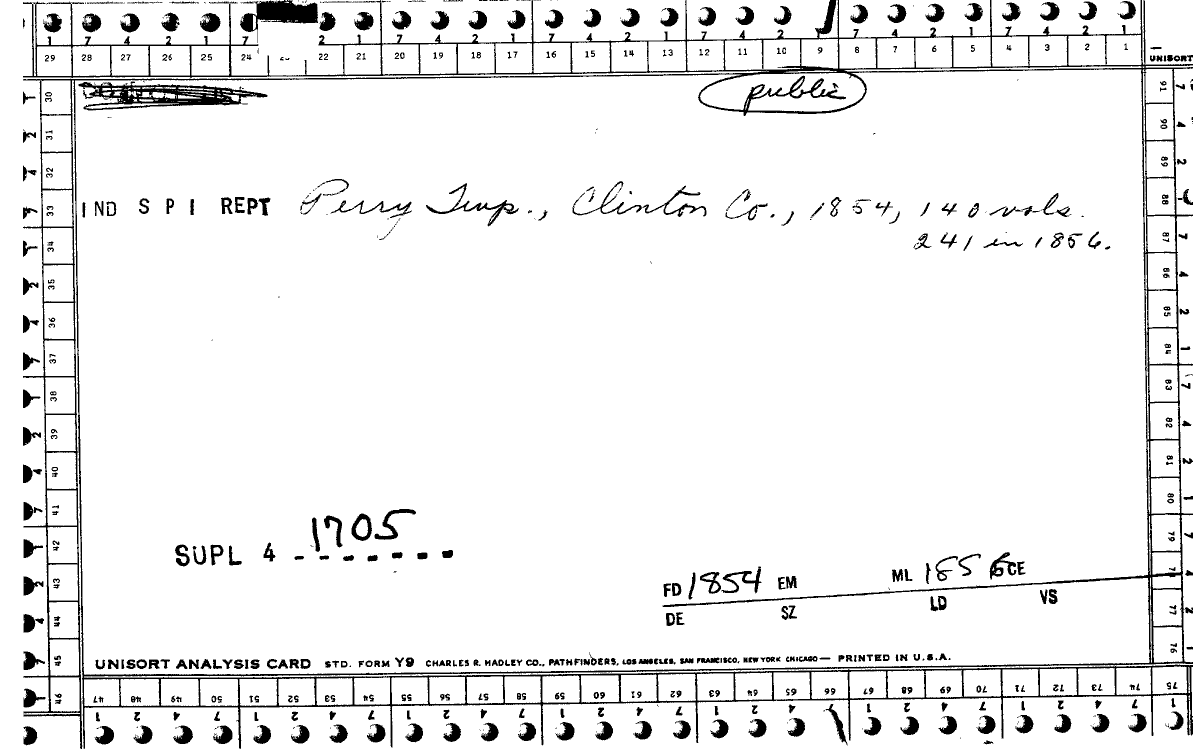 1 7 4 2 1 7 2 1 7 4 2 1 7 4 2 1 7 4 2 1 7 4 2 1 7 4 2 1
29 28 27 26 25 24 22 21 20 19 18 17 16 15 14 13 12 11 10 9 8 7 6 5 4 3 2 1
UNISORT
public
IND S P I REPT Perry Twp., Clinton Co., 1854, 140 vols.
241 in 1856.
SUPL 4 1705
FD 1854 EM ML 1856 CE
DE SZ LD VS
UNISORT ANALYSIS CARD STD. FORM Y9 CHARLES R. HADLEY CO., PATHFINDERS, LOS ANGELES, SAN FRANCISCO, NEW YORK CHICAGO — PRINTED IN U.S.A.
30 31 32 33 34 35 36 37 38 39 40 41 42 43 44 45 46
91 90 89 88 87 86 85 84 83 82 81 80 79 78 77 76 75
47 48 49 50 51 52 53 54 55 56 57 58 59 60 61 62 63 64 65 66 67 68 69 70 71 72 73 74
1 2 4 7 1 2 4 7 1 2 4 7 1 2 4 7 1 2 4 7 1 2 4 7 1 2 4 7 1